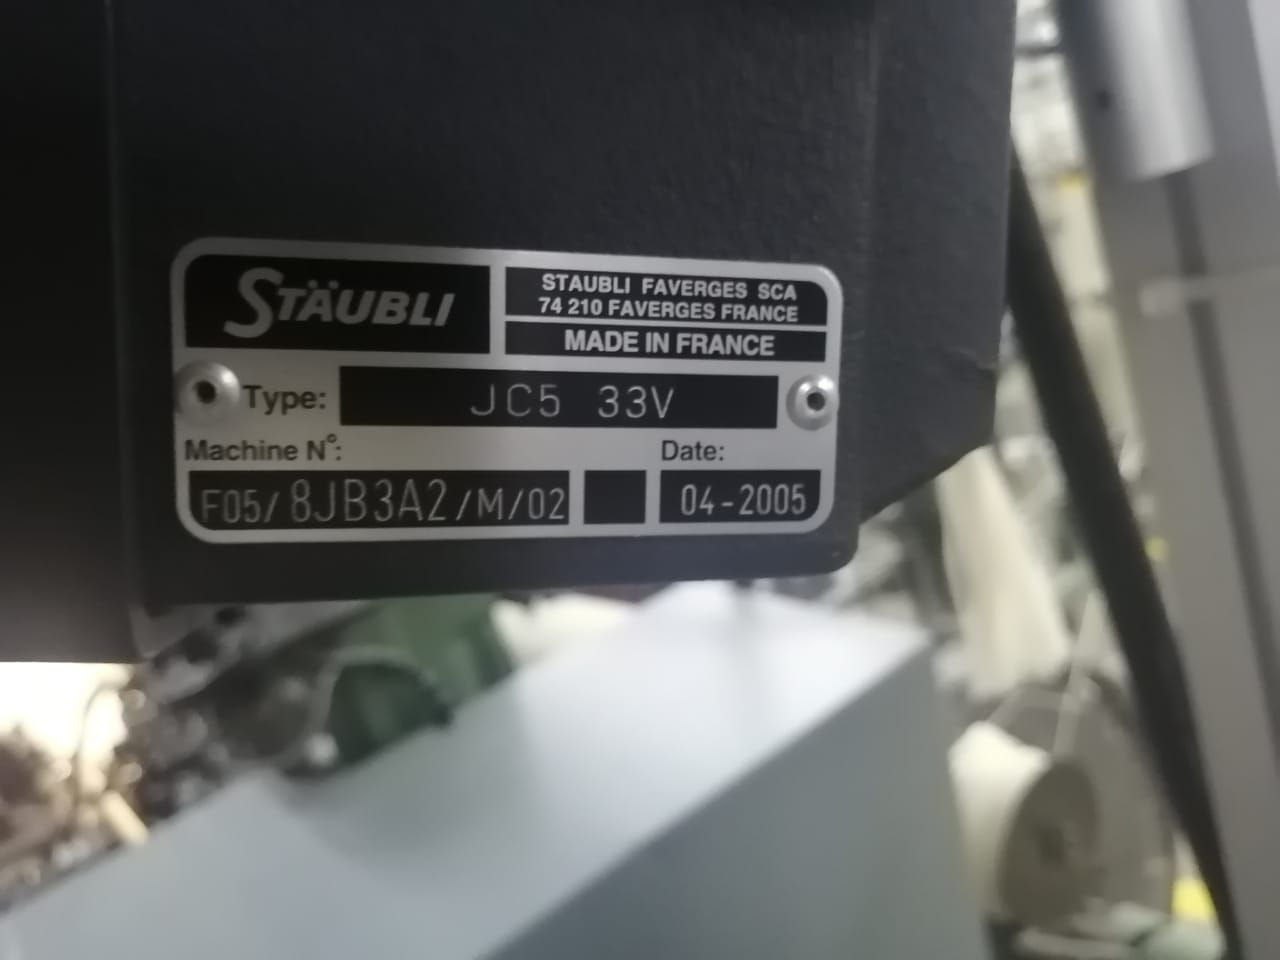 STÄUBLI
STAUBLI FAVERGES SCA
74 210 FAVERGES FRANCE
MADE IN FRANCE
Type: JC5 33V
Machine N°:
Date:
F05/8JB3A2/M/02
04-2005